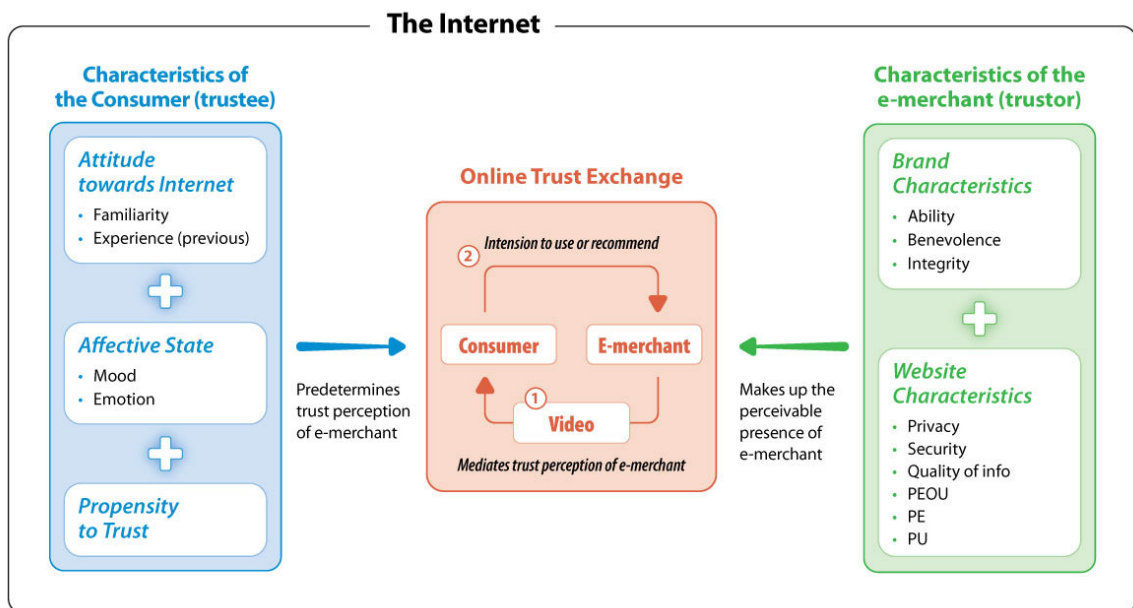 The Internet
Characteristics of
the Consumer (trustee)
Attitude
towards Internet
• Familiarity
• Experience (previous)
Affective State
• Mood
• Emotion
Propensity
to Trust
Predetermines
trust perception
of e-merchant
Online Trust Exchange
2
Intension to use or recommend
Consumer
E-merchant
1
Video
Mediates trust perception of e-merchant
Makes up the
perceivable
presence of
e-merchant
Characteristics of the
e-merchant (trustor)
Brand
Characteristics
• Ability
• Benevolence
• Integrity
Website
Characteristics
• Privacy
• Security
• Quality of info
• PEOU
• PE
• PU